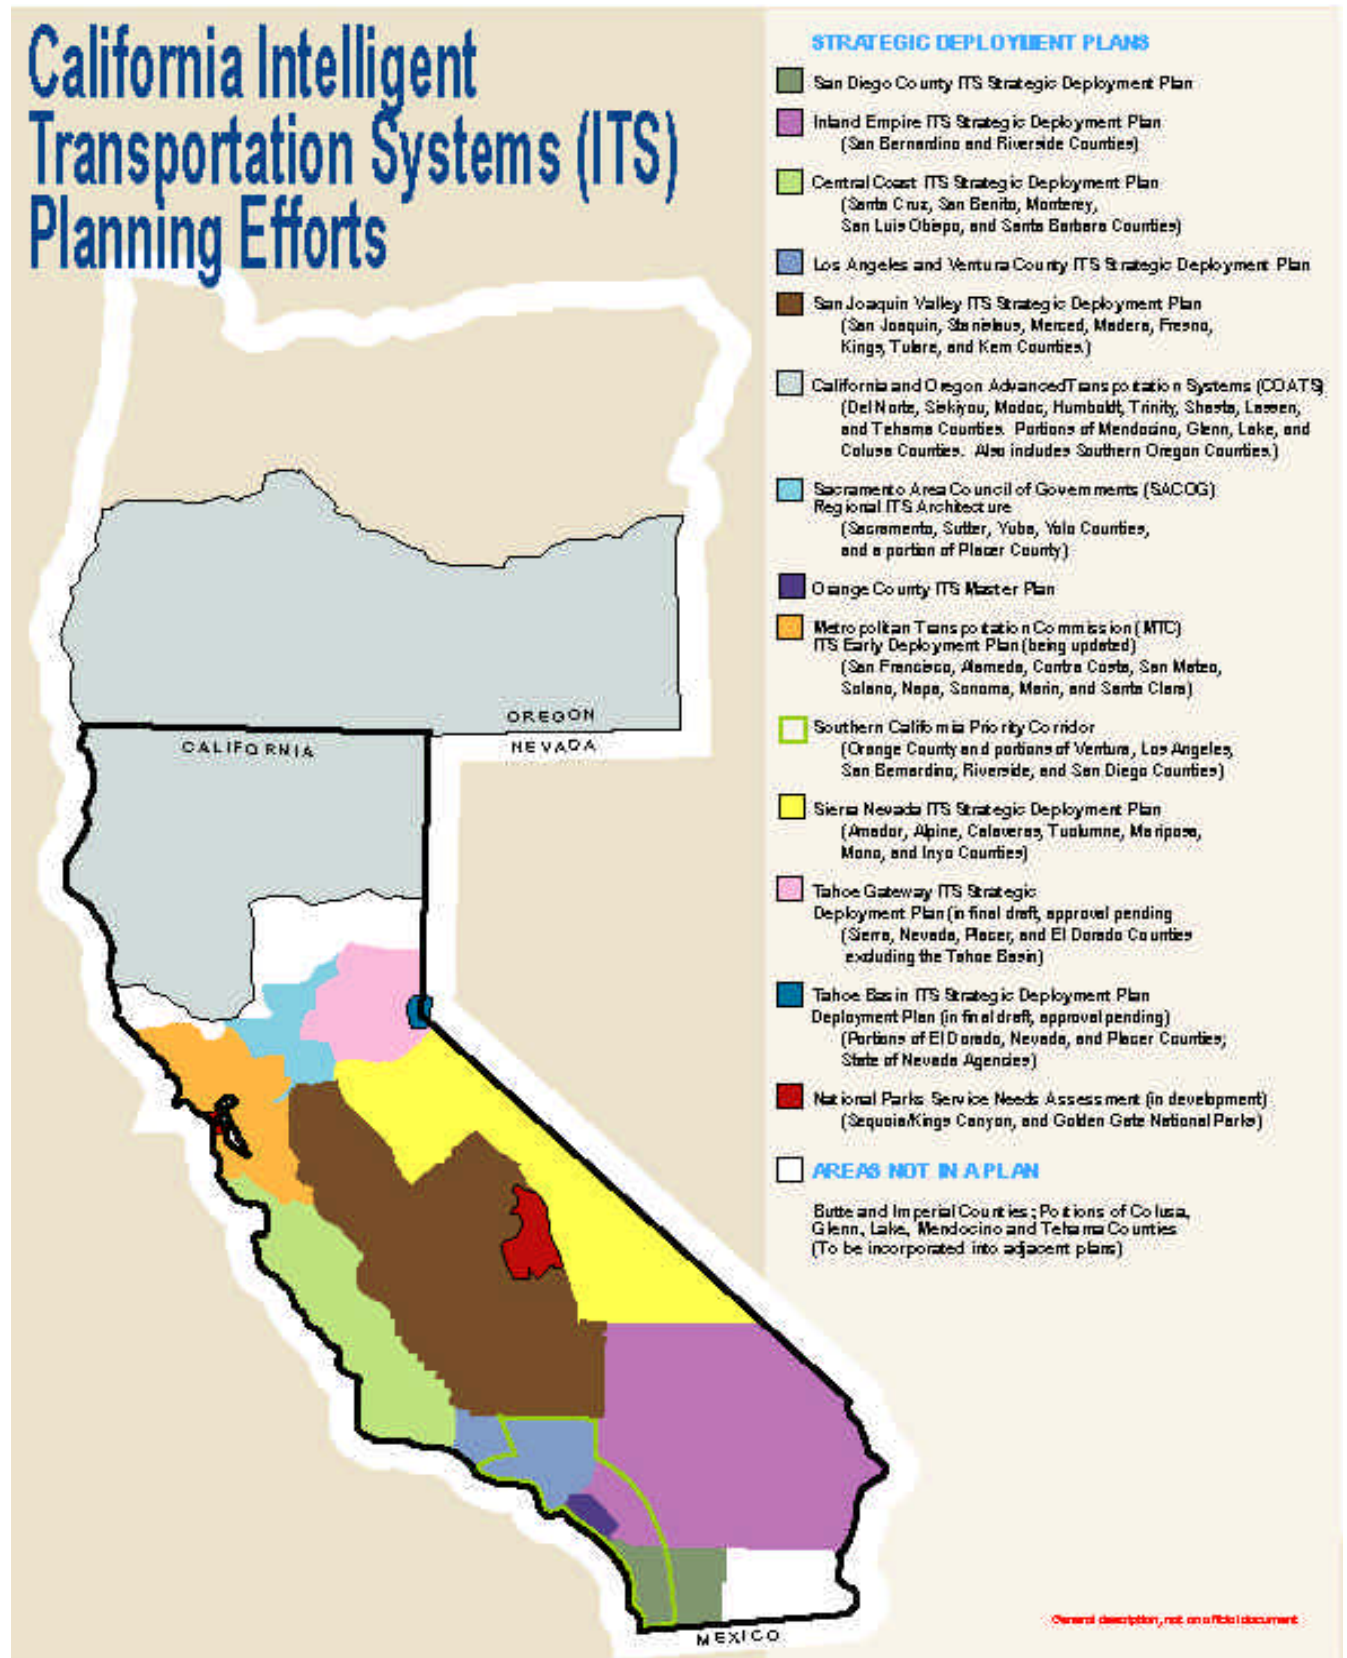 California Intelligent
Transportation Systems (ITS)
Planning Efforts
OREGON
CALIFORNIA
NEVADA
MEXICO
STRATEGIC DEPLOYMENT PLANS
San Diego County ITS Strategic Deployment Plan
Inland Empire ITS Strategic Deployment Plan
(San Bernardino and Riverside Counties)
Central Coast ITS Strategic Deployment Plan
(Santa Cruz, San Benito, Monterey,
San Luis Obispo, and Santa Barbara Counties)
Los Angeles and Ventura County ITS Strategic Deployment Plan
San Joaquin Valley ITS Strategic Deployment Plan
(San Joaquin, Stanislaus, Merced, Madera, Fresno,
Kings, Tulare, and Kern Counties.)
California and Oregon Advanced Transportation Systems (COATS)
(Del Norte, Siskiyou, Modoc, Humboldt, Trinity, Shasta, Lassen,
and Tehama Counties. Portions of Mendocino, Glenn, Lake, and
Colusa Counties. Also includes Southern Oregon Counties.)
Sacramento Area Council of Governments (SACOG)
Regional ITS Architecture
(Sacramento, Sutter, Yuba, Yolo Counties,
and a portion of Placer County)
Orange County ITS Master Plan
Metropolitan Transportation Commission (MTC)
ITS Early Deployment Plan (being updated)
(San Francisco, Alameda, Contra Costa, San Mateo,
Solano, Napa, Sonoma, Marin, and Santa Clara)
Southern California Priority Corridor
(Orange County and portions of Ventura, Los Angeles,
San Bernardino, Riverside, and San Diego Counties)
Sierra Nevada ITS Strategic Deployment Plan
(Amador, Alpine, Calaveras, Tuolumne, Mariposa,
Mono, and Inyo Counties)
Tahoe Gateway ITS Strategic
Deployment Plan (in final draft, approval pending
(Sierra, Nevada, Placer, and El Dorado Counties
excluding the Tahoe Basin)
Tahoe Basin ITS Strategic Deployment Plan
Deployment Plan (in final draft, approval pending)
(Portions of El Dorado, Nevada, and Placer Counties;
State of Nevada Agencies)
National Parks Service Needs Assessment (in development)
(Sequoia/Kings Canyon, and Golden Gate National Parks)
AREAS NOT IN A PLAN
Butte and Imperial Counties; Portions of Colusa,
Glenn, Lake, Mendocino and Tehama Counties
(To be incorporated into adjacent plans)
General description, not an official document